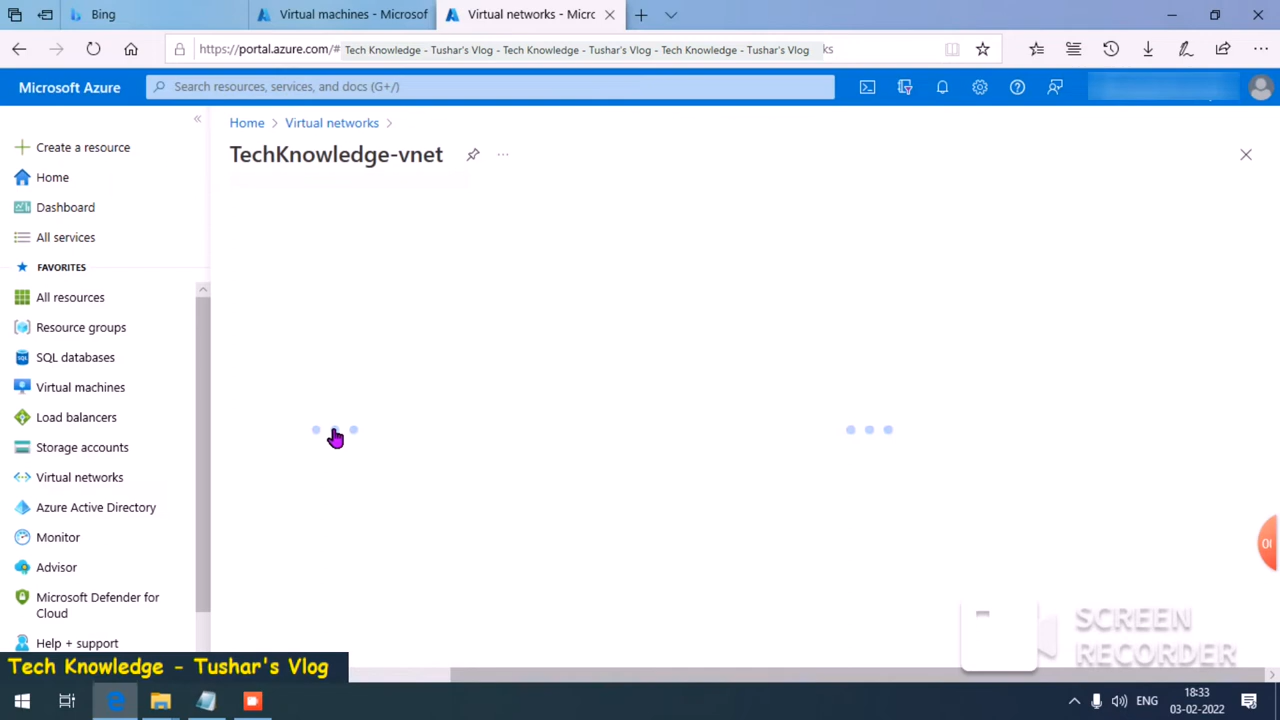 Bing
Virtual machines - Microsof
Virtual networks - Micro
https://portal.azure.com/#
Tech Knowledge - Tushar's Vlog - Tech Knowledge - Tushar's Vlog - Tech Knowledge - Tushar's Vlog
ks
Microsoft Azure
Search resources, services, and docs (G+/)
Home > Virtual networks >
TechKnowledge-vnet
Create a resource
Home
Dashboard
All services
FAVORITES
All resources
Resource groups
SQL databases
Virtual machines
Load balancers
Storage accounts
Virtual networks
Azure Active Directory
Monitor
Advisor
Microsoft Defender for
Cloud
Help + support
SCREEN
RECORDER
Tech Knowledge - Tushar's Vlog
ENG
18:33
03-02-2022